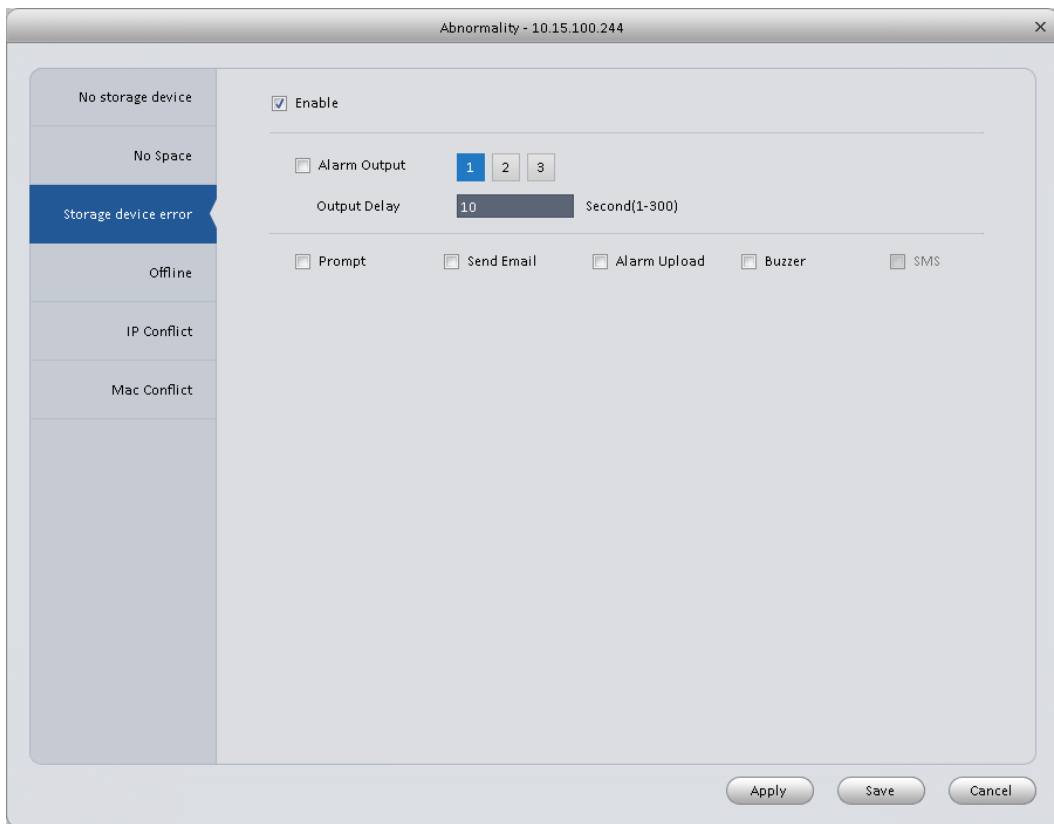 Abnormality - 10.15.100.244
No storage device
Enable
No Space
Alarm Output 1 2 3
Storage device error
Output Delay 10 Second(1-300)
Offline
Prompt Send Email Alarm Upload Buzzer SMS
IP Conflict
Mac Conflict
Apply Save Cancel